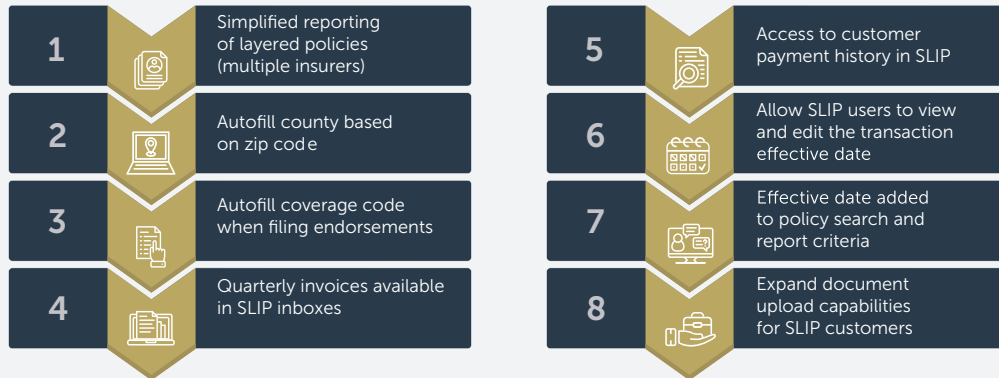 1
Simplified reporting
of layered policies
(multiple insurers)
2
Autofill county based
on zip code
3
Autofill coverage code
when filing endorsements
4
Quarterly invoices available
in SLIP inboxes
5
Access to customer
payment history in SLIP
6
Allow SLIP users to view
and edit the transaction
effective date
7
Effective date added
to policy search and
report criteria
8
Expand document
upload capabilities
for SLIP customers